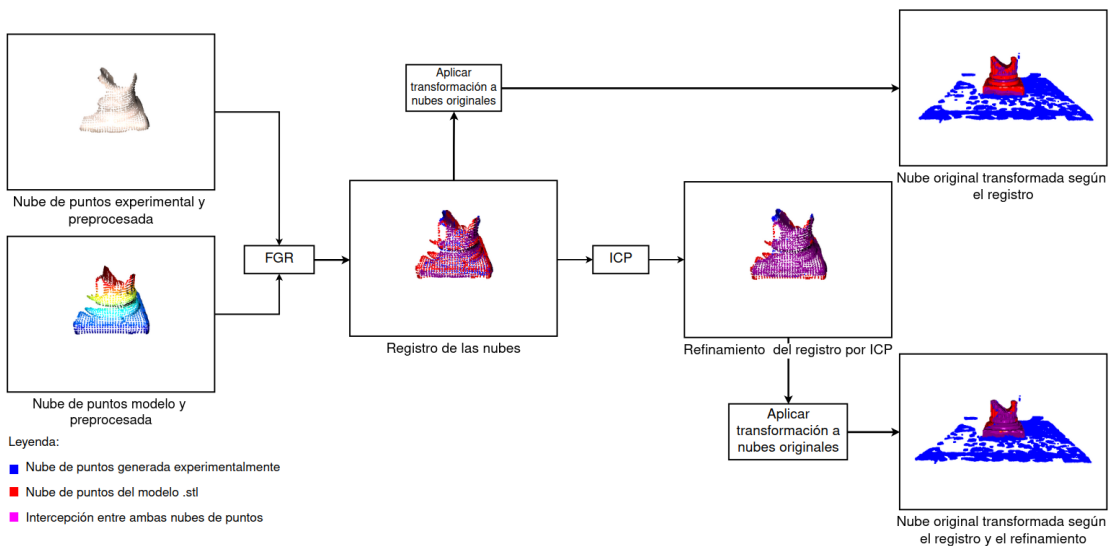 Nube de puntos experimental y
preprocesada
Nube de puntos modelo y
preprocesada
FGR
Aplicar
transformación a
nubes originales
Registro de las nubes
ICP
Refinamiento del registro por ICP
Aplicar
transformación a
nubes originales
Nube original transformada según
el registro
Nube original transformada según
el registro y el refinamiento
Leyenda:
Nube de puntos generada experimentalmente
Nube de puntos del modelo .stl
Intercepción entre ambas nubes de puntos